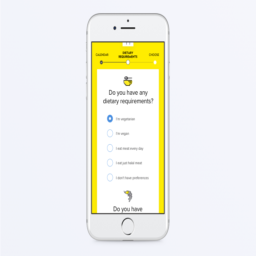 DIETARY
REQUIREMENTS
Do you have any
dietary requirements?
I'm vegetarian
I'm vegan
I eat meat every day
I eat just halal meat
I don't have preferences
Do you have